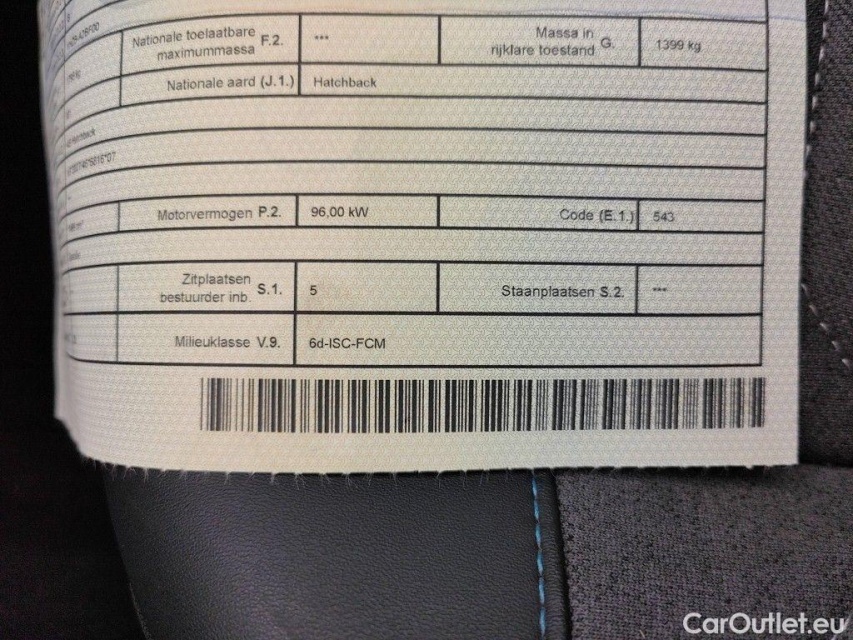 Nationale toelaatbare
maximummassa F.2.
***
Massa in
rijklare toestand G.
1399 kg
Nationale aard (J.1.)
Hatchback
Hatchback
Motorvermogen P.2.
96,00 kW
Code (E.1.)
543
Zitplaatsen
bestuurder inb. S.1.
5
Staanplaatsen S.2.
***
Milieuklasse V.9.
6d-ISC-FCM
CarOutlet.eu